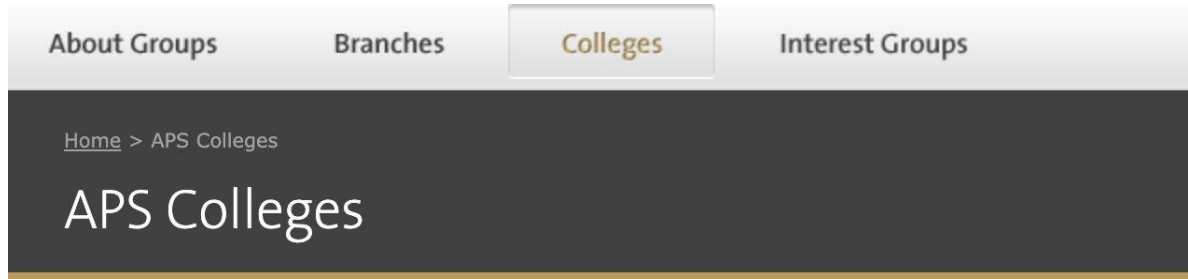 About Groups Branches Colleges Interest Groups
Home > APS Colleges
APS Colleges